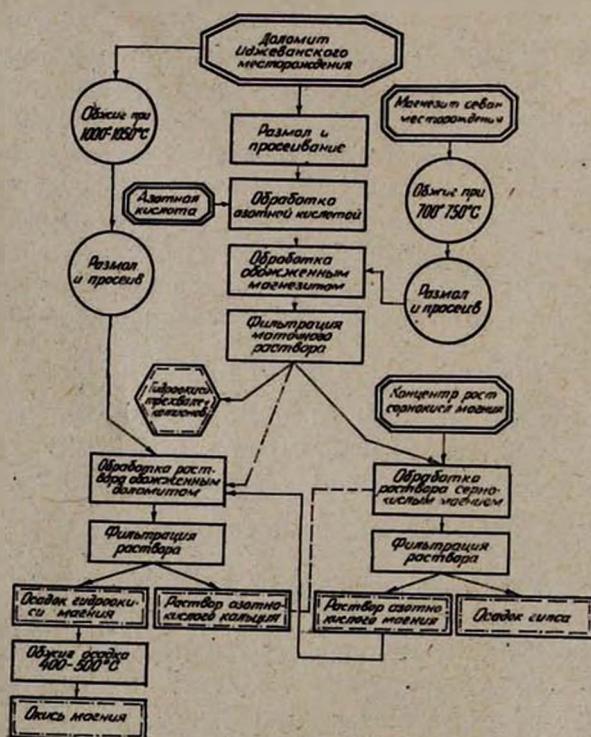 Доломит
Иджеванского
месторождения
Обжиг при
1000-1050°С
Размол и
просеивание
Магнезит севан
месторождения
Азотная
кислота
Обработка
азотной кислотой
Обжиг при
700-750°С
Размол
и просеив
Обработка
обожженным
магнезитом
Размол
и просеив
Фильтрация
маточного
раствора
Гидроокиси
трехвале-
катионов
Концентр раст
сернокисл магния
Обработка раст-
вора обожженным
доломитом
Обработка
раствора серно-
кислым магнием
Фильтрация
раствора
Фильтрация
раствора
Осадок гидрооки-
си магния
Раствор азотно-
кислого кальция
Раствор азотно-
кислого магния
Осадок гипса
Обжиг осадка
400-500°С
Окись магния